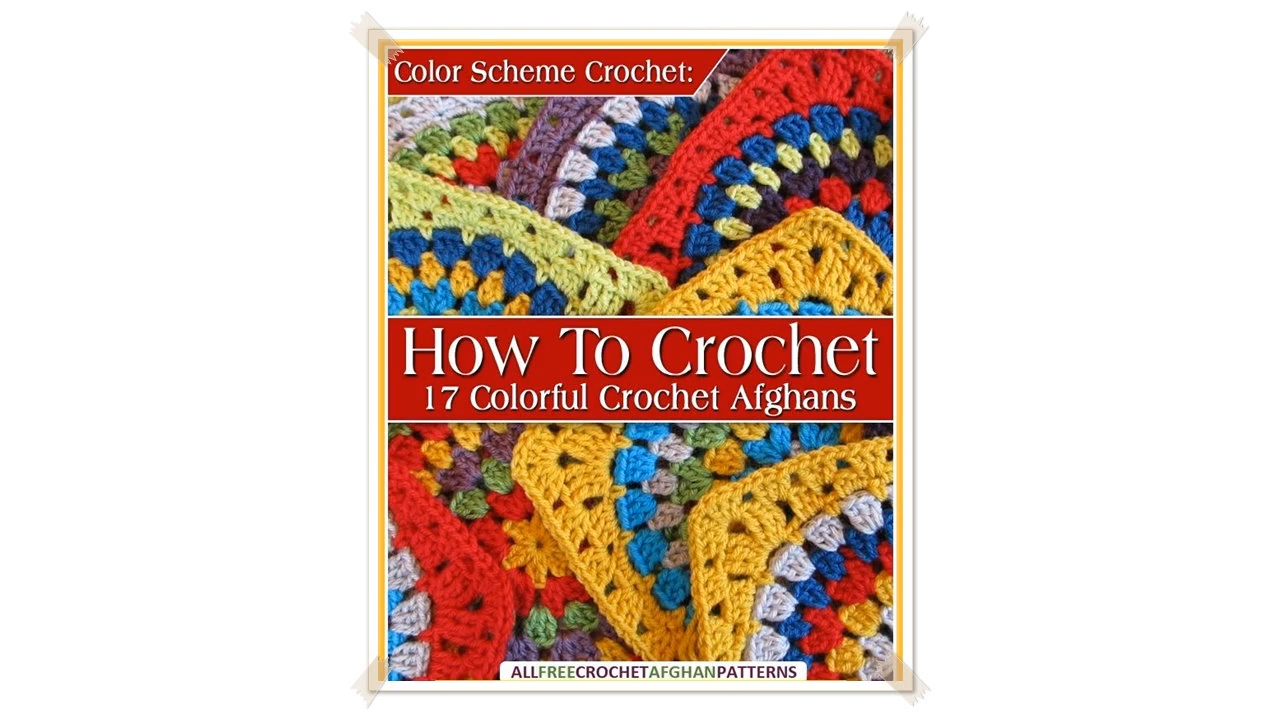 Color Scheme Crochet:
How To Crochet
17 Colorful Crochet Afghans
ALLFREECROCHETAFGHANPATTERNS